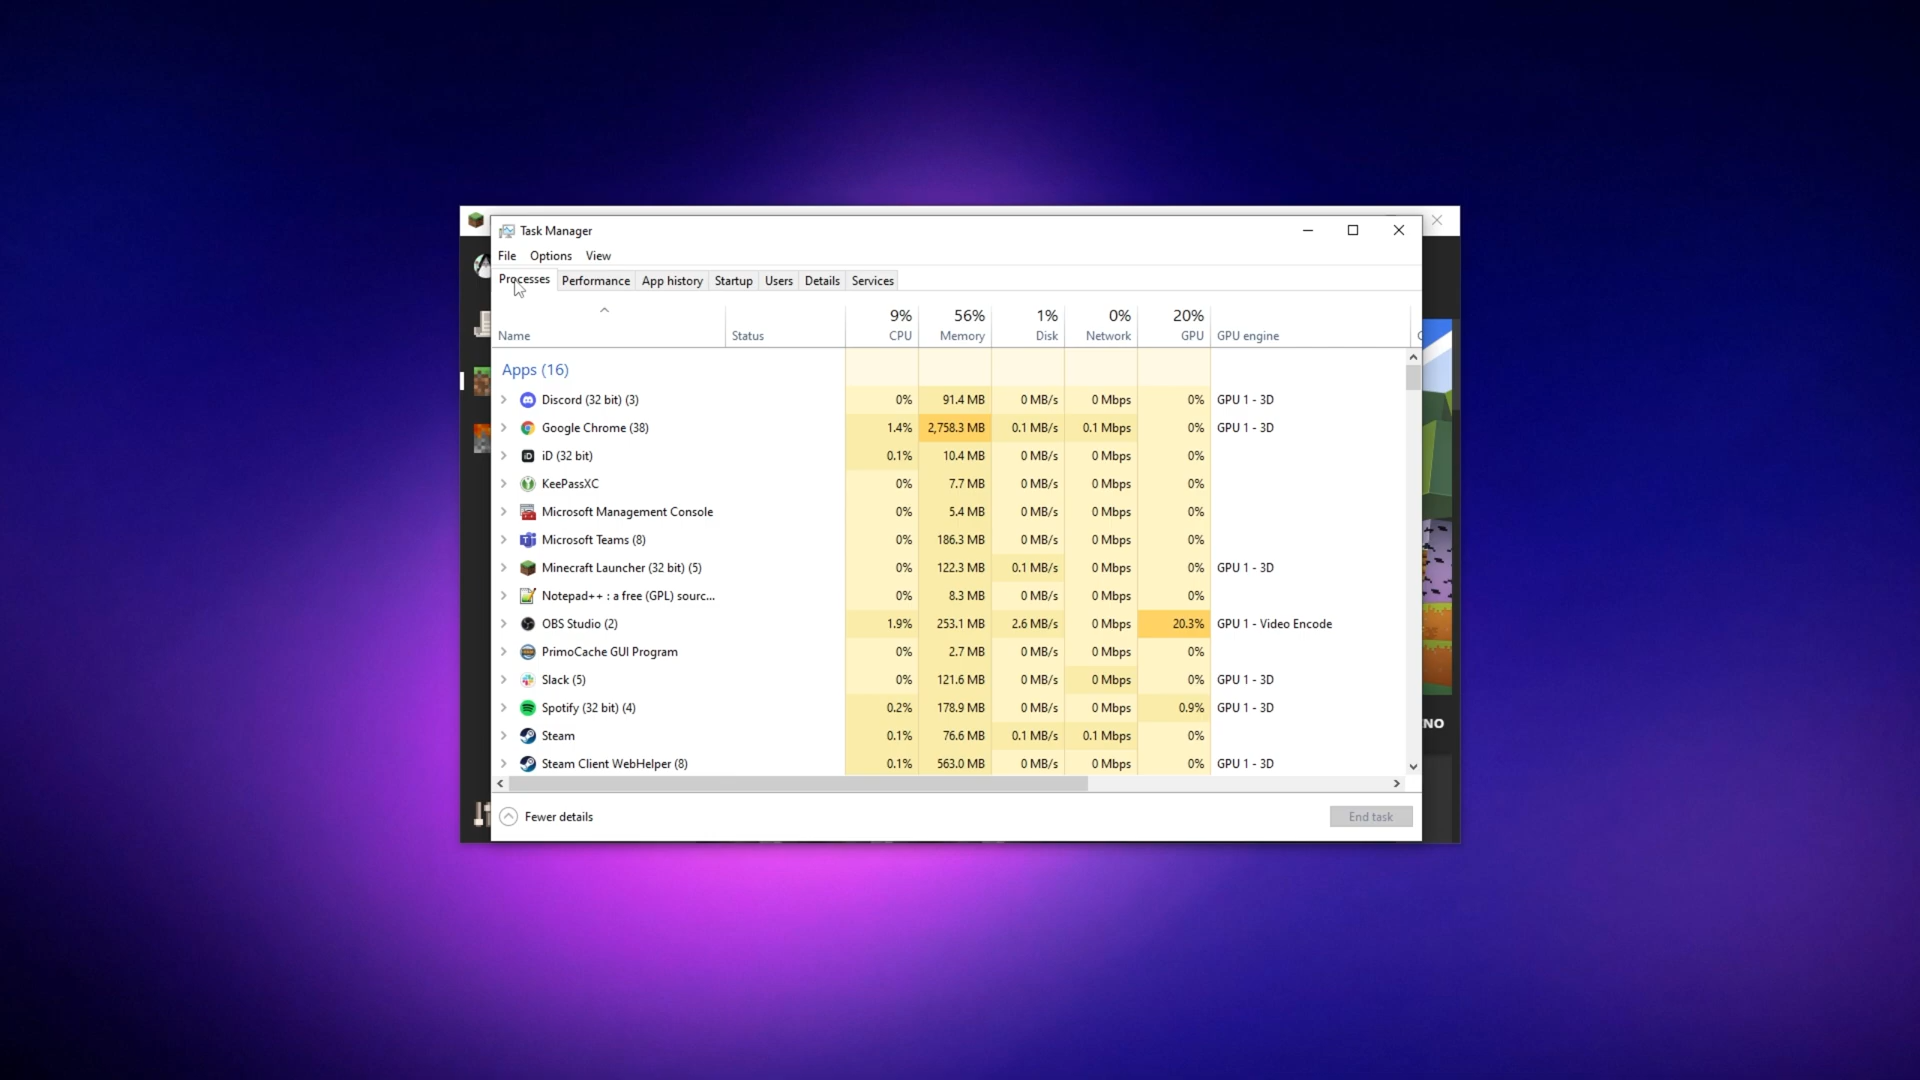 Task Manager
File Options View
Processes Performance App history Startup Users Details Services
9% 56% 1% 0% 20%
Name Status CPU Memory Disk Network GPU GPU engine
Apps (16)
Discord (32 bit) (3) 0% 91.4 MB 0 MB/s 0 Mbps 0% GPU 1 - 3D
Google Chrome (38) 1.4% 2,758.3 MB 0.1 MB/s 0.1 Mbps 0% GPU 1 - 3D
iD (32 bit) 0.1% 10.4 MB 0 MB/s 0 Mbps 0%
KeePassXC 0% 7.7 MB 0 MB/s 0 Mbps 0%
Microsoft Management Console 0% 5.4 MB 0 MB/s 0 Mbps 0%
Microsoft Teams (8) 0% 186.3 MB 0 MB/s 0 Mbps 0%
Minecraft Launcher (32 bit) (5) 0% 122.3 MB 0.1 MB/s 0 Mbps 0% GPU 1 - 3D
Notepad++ : a free (GPL) sourc... 0% 8.3 MB 0 MB/s 0 Mbps 0%
OBS Studio (2) 1.9% 253.1 MB 2.6 MB/s 0 Mbps 20.3% GPU 1 - Video Encode
PrimoCache GUI Program 0% 2.7 MB 0 MB/s 0 Mbps 0%
Slack (5) 0% 121.6 MB 0 MB/s 0 Mbps 0% GPU 1 - 3D
Spotify (32 bit) (4) 0.2% 178.9 MB 0 MB/s 0 Mbps 0.9% GPU 1 - 3D
NO
Steam 0.1% 76.6 MB 0.1 MB/s 0.1 Mbps 0%
Steam Client WebHelper (8) 0.1% 563.0 MB 0 MB/s 0 Mbps 0% GPU 1 - 3D
Fewer details End task